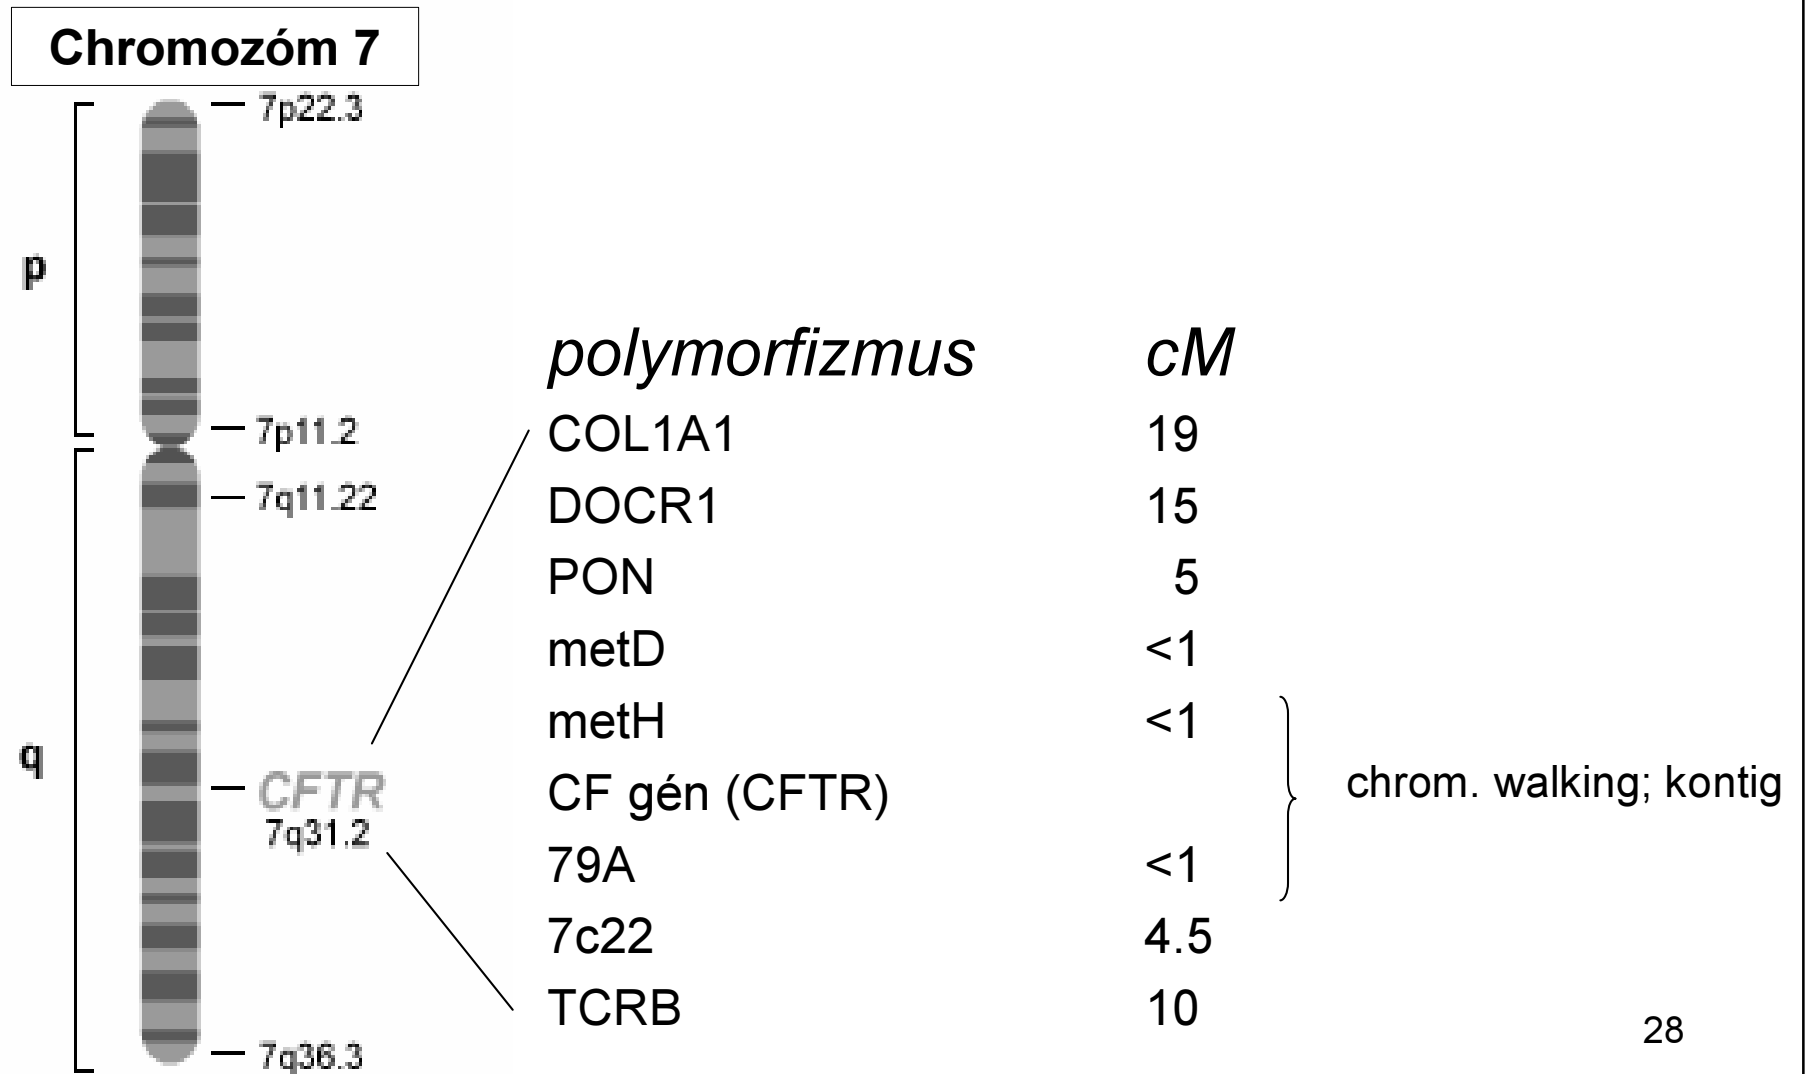 Chromozóm 7
7p22.3
p
7p11.2
7q11.22
q
CFTR
7q31.2
7q36.3
polymorfizmus cM
COL1A1 19
DOCR1 15
PON 5
metD <1
metH <1
CF gén (CFTR)
79A <1
7c22 4.5
TCRB 10
chrom. walking; kontig
28